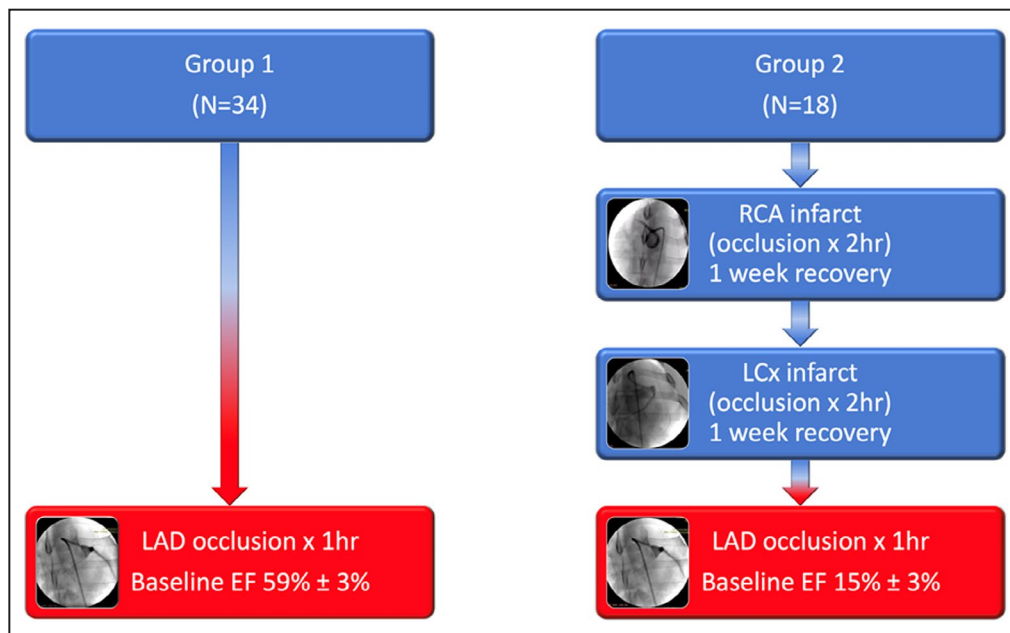 Group 1
(N=34)
Group 2
(N=18)
RCA infarct
(occlusion x 2hr)
1 week recovery
LCx infarct
(occlusion x 2hr)
1 week recovery
LAD occlusion x 1hr
Baseline EF 59% ± 3%
LAD occlusion x 1hr
Baseline EF 15% ± 3%